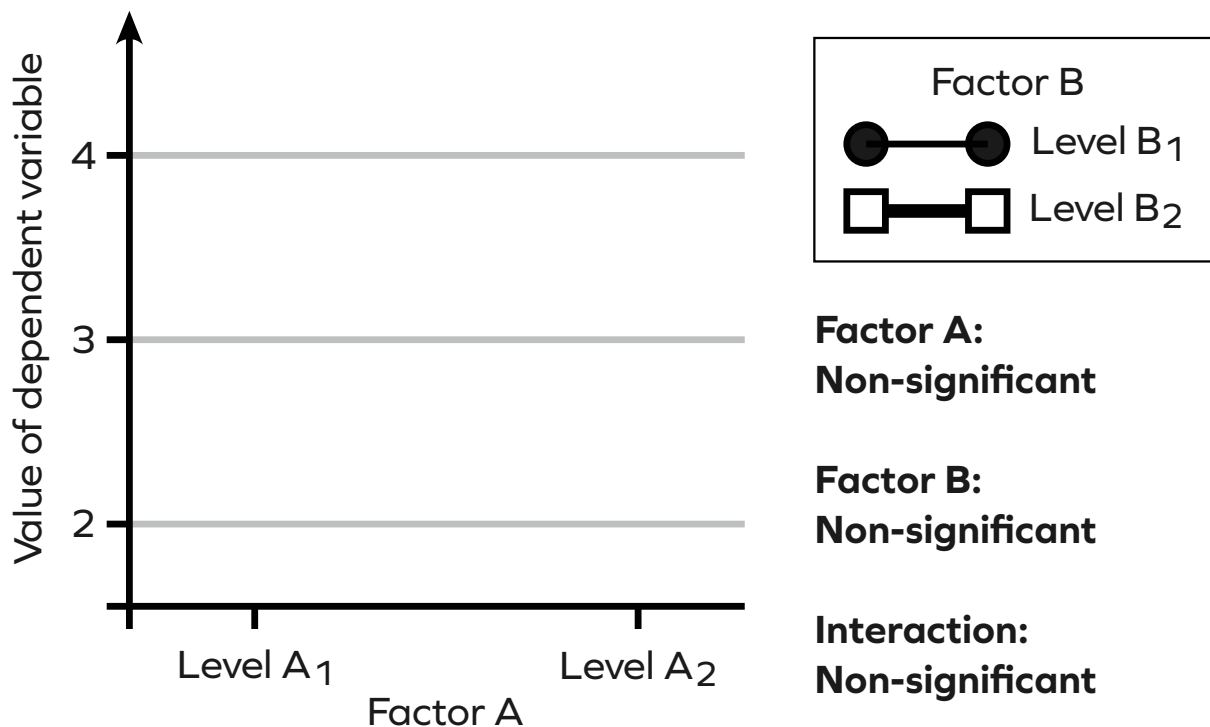 Value of dependent variable
4
3
2
Level A1
Level A2
Factor A
Factor B
Level B1
Level B2
Factor A:
Non-significant
Factor B:
Non-significant
Interaction:
Non-significant